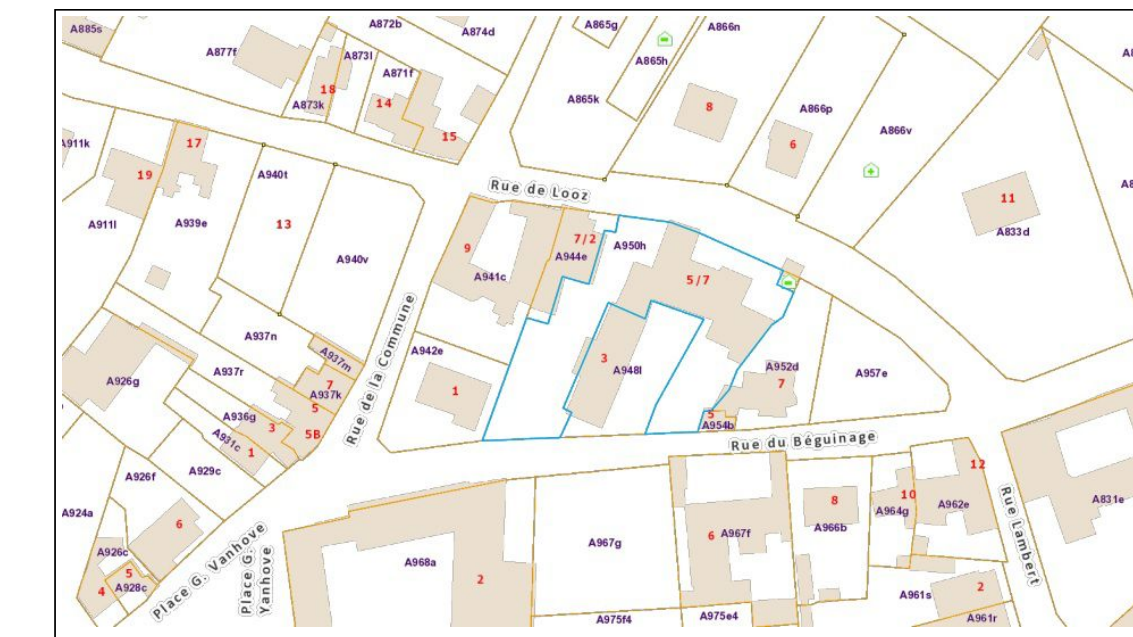 A885s
A872b
A874d
A865g
A866n
A877f
A873l
A865h
A871f
A873k
18
14
A865k
8
A866p
15
6
A866v
A911k
17
19
A940t
Rue de Looz
11
A911l
A939e
13
A833d
9
7/2
A950h
A944e
A940v
A941c
5/7
Rue de la Commune
A937n
A942e
A937m
3
A937r
7
A937k
A926g
A948l
A952d
A957e
1
7
5
A936g
3
5
A954b
A931c
5B
1
Rue du Béguinage
A929c
A926f
12
A924a
6
8
10
A831e
A962e
A964g
A966b
A967f
6
A967g
A926c
Place G. Vanhove
Place G.
Yanhove
Rue Lambert
A968a
5
A928c
4
2
2
A961s
A975f4
A975e4
A961r